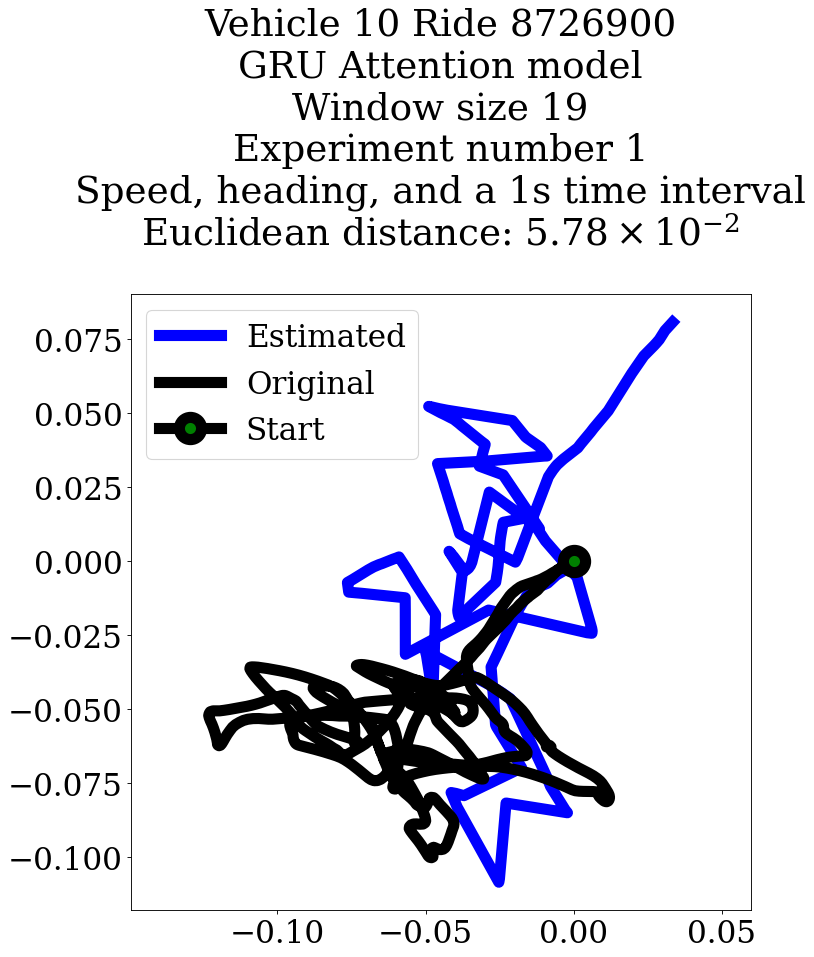 Vehicle 10 Ride 8726900
GRU Attention model
Window size 19
Experiment number 1
Speed, heading, and a 1s time interval
Euclidean distance: 5.78 × 10⁻²
Estimated
Original
Start
0.075
0.050
0.025
0.000
−0.025
−0.050
−0.075
−0.100
−0.10
−0.05
0.00
0.05